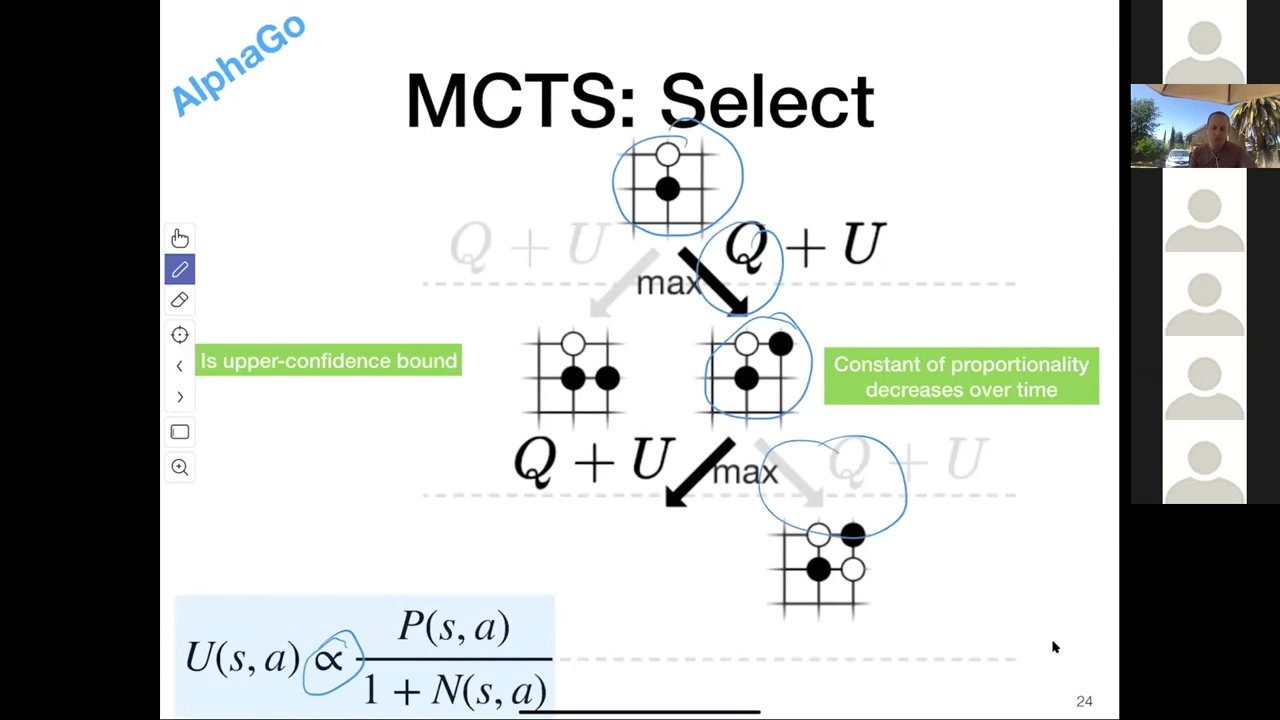 AlphaGo
MCTS: Select
Q + U
Q + U
max
Is upper-confidence bound
Constant of proportionality
decreases over time
Q + U
max
Q + U
U(s, a) ∝ P(s, a) / 1 + N(s, a)
24